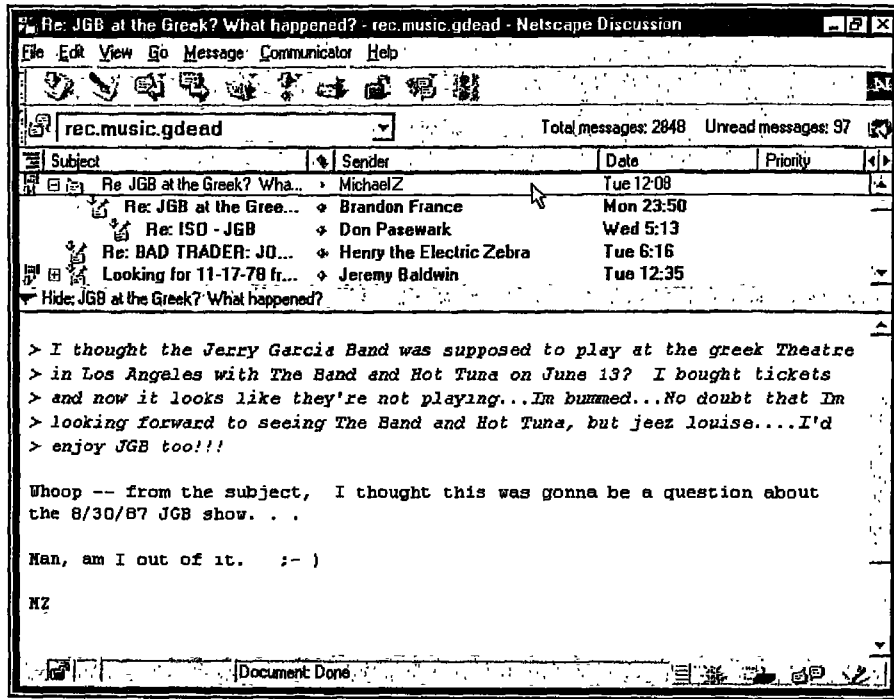 Re: JGB at the Greek? What happened? - rec.music.gdead - Netscape Discussion
File Edit View Go Message Communicator Help
rec.music.gdead Total messages: 2848 Unread messages: 97
Subject Sender Date Priority
Re JGB at the Greek? Wha... MichaelZ Tue 12:08
Re: JGB at the Gree... Brandon France Mon 23:50
Re: ISO - JGB Don Pasewark Wed 5:13
Re: BAD TRADER: JO... Henry the Electric Zebra Tue 6:16
Looking for 11-17-78 fr... Jeremy Baldwin Tue 12:35
Hide: JGB at the Greek? What happened?
> I thought the Jerry Garcia Band was supposed to play at the greek Theatre
> in Los Angeles with The Band and Hot Tuna on June 13? I bought tickets
> and now it looks like they're not playing...Im bummed...No doubt that Im
> looking forward to seeing The Band and Hot Tuna, but jeez louise....I'd
> enjoy JGB too!!!
Whoop -- from the subject, I thought this was gonna be a question about
the 8/30/87 JGB show. . .
Man, am I out of it. ;- )
MZ
Document: Done